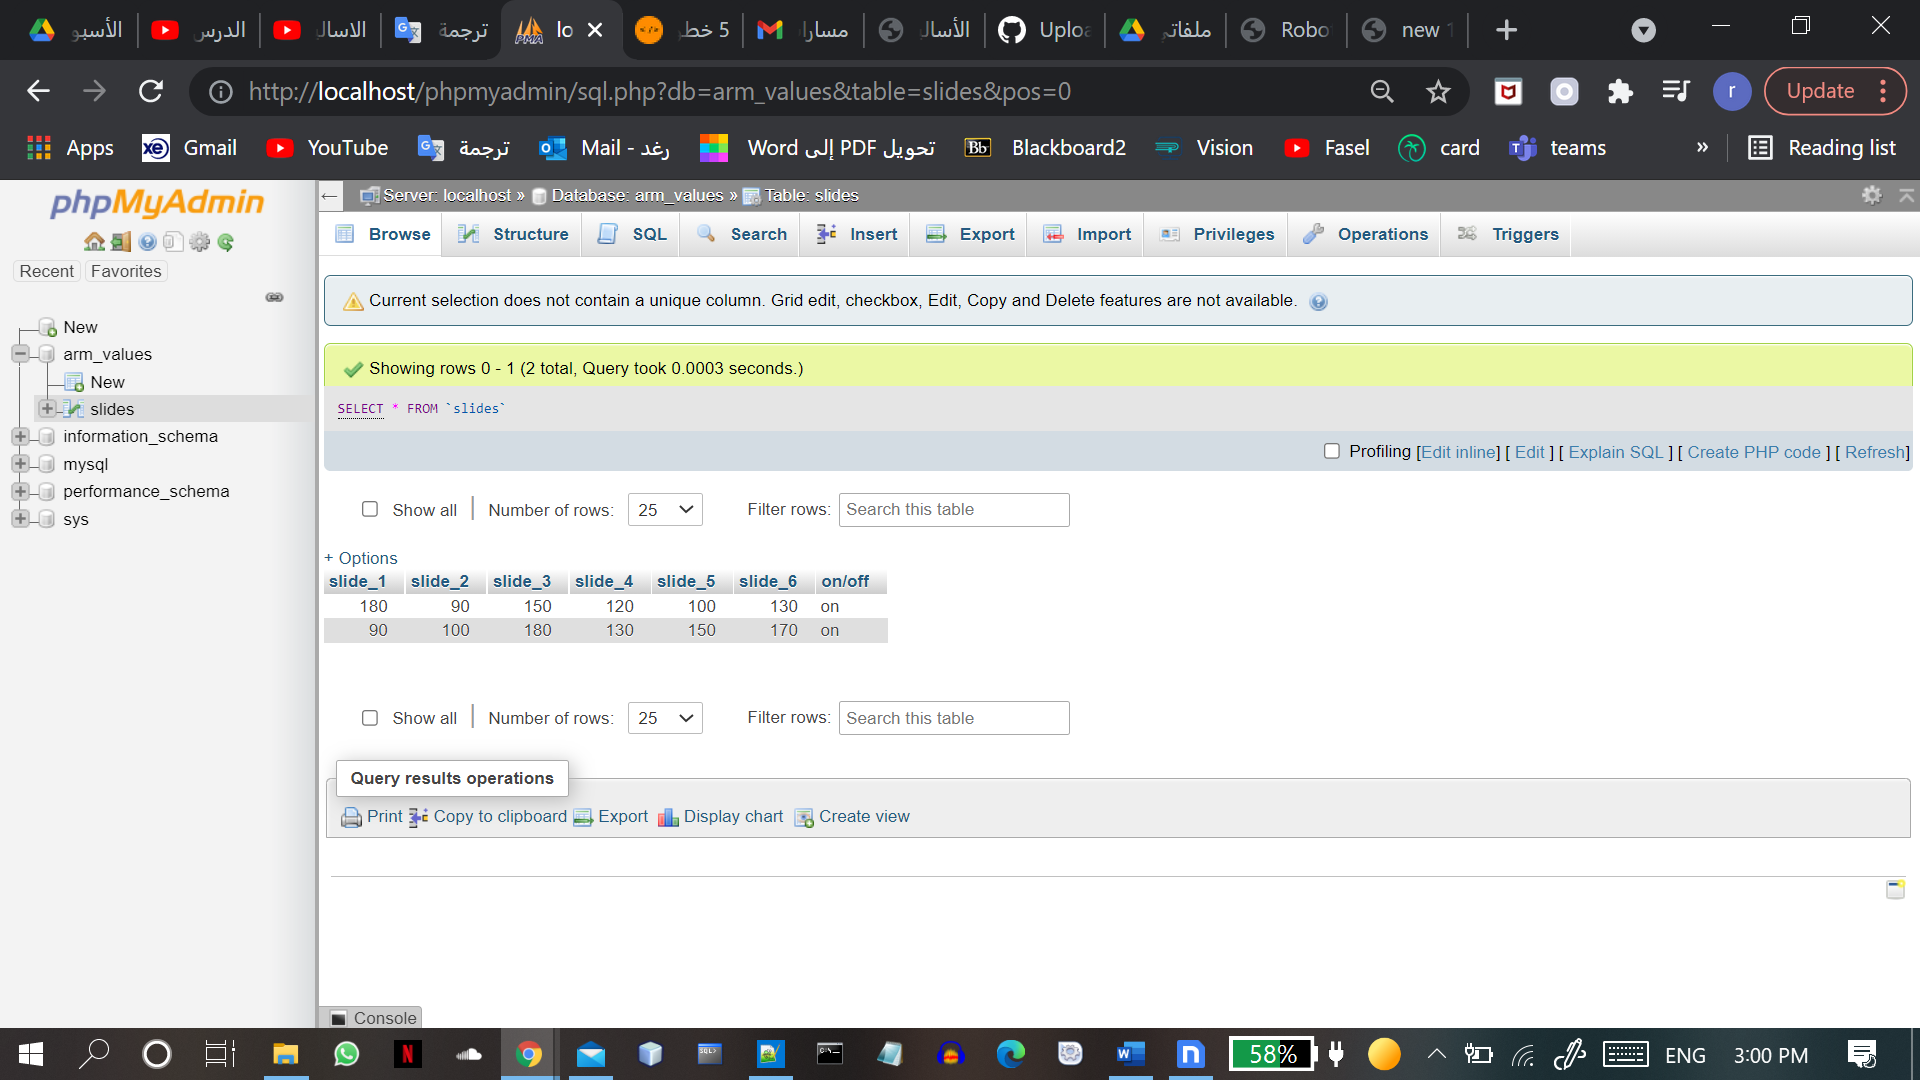 الأسبو
الدرس
الاسال
ترجمة
lo
5 خطو
مسارا
الأسال
Uploa
ملفاتي
Robo
new 1
http://localhost/phpmyadmin/sql.php?db=arm_values&table=slides&pos=0
r
Update
Apps
Gmail
YouTube
ترجمة
Mail - رغد
تحويل PDF إلى Word
Blackboard2
Vision
Fasel
card
teams
»
Reading list
phpMyAdmin
Recent Favorites
New
arm_values
New
slides
information_schema
mysql
performance_schema
sys
Server: localhost » Database: arm_values » Table: slides
Browse Structure SQL Search Insert Export Import Privileges Operations Triggers
Current selection does not contain a unique column. Grid edit, checkbox, Edit, Copy and Delete features are not available.
Showing rows 0 - 1 (2 total, Query took 0.0003 seconds.)
SELECT * FROM `slides`
Profiling [Edit inline] [ Edit ] [ Explain SQL ] [ Create PHP code ] [ Refresh]
Show all | Number of rows: 25 Filter rows: Search this table
+ Options
slide_1 slide_2 slide_3 slide_4 slide_5 slide_6 on/off
180 90 150 120 100 130 on
90 100 180 130 150 170 on
Show all | Number of rows: 25 Filter rows: Search this table
Query results operations
Print Copy to clipboard Export Display chart Create view
Console
58%
ENG
3:00 PM